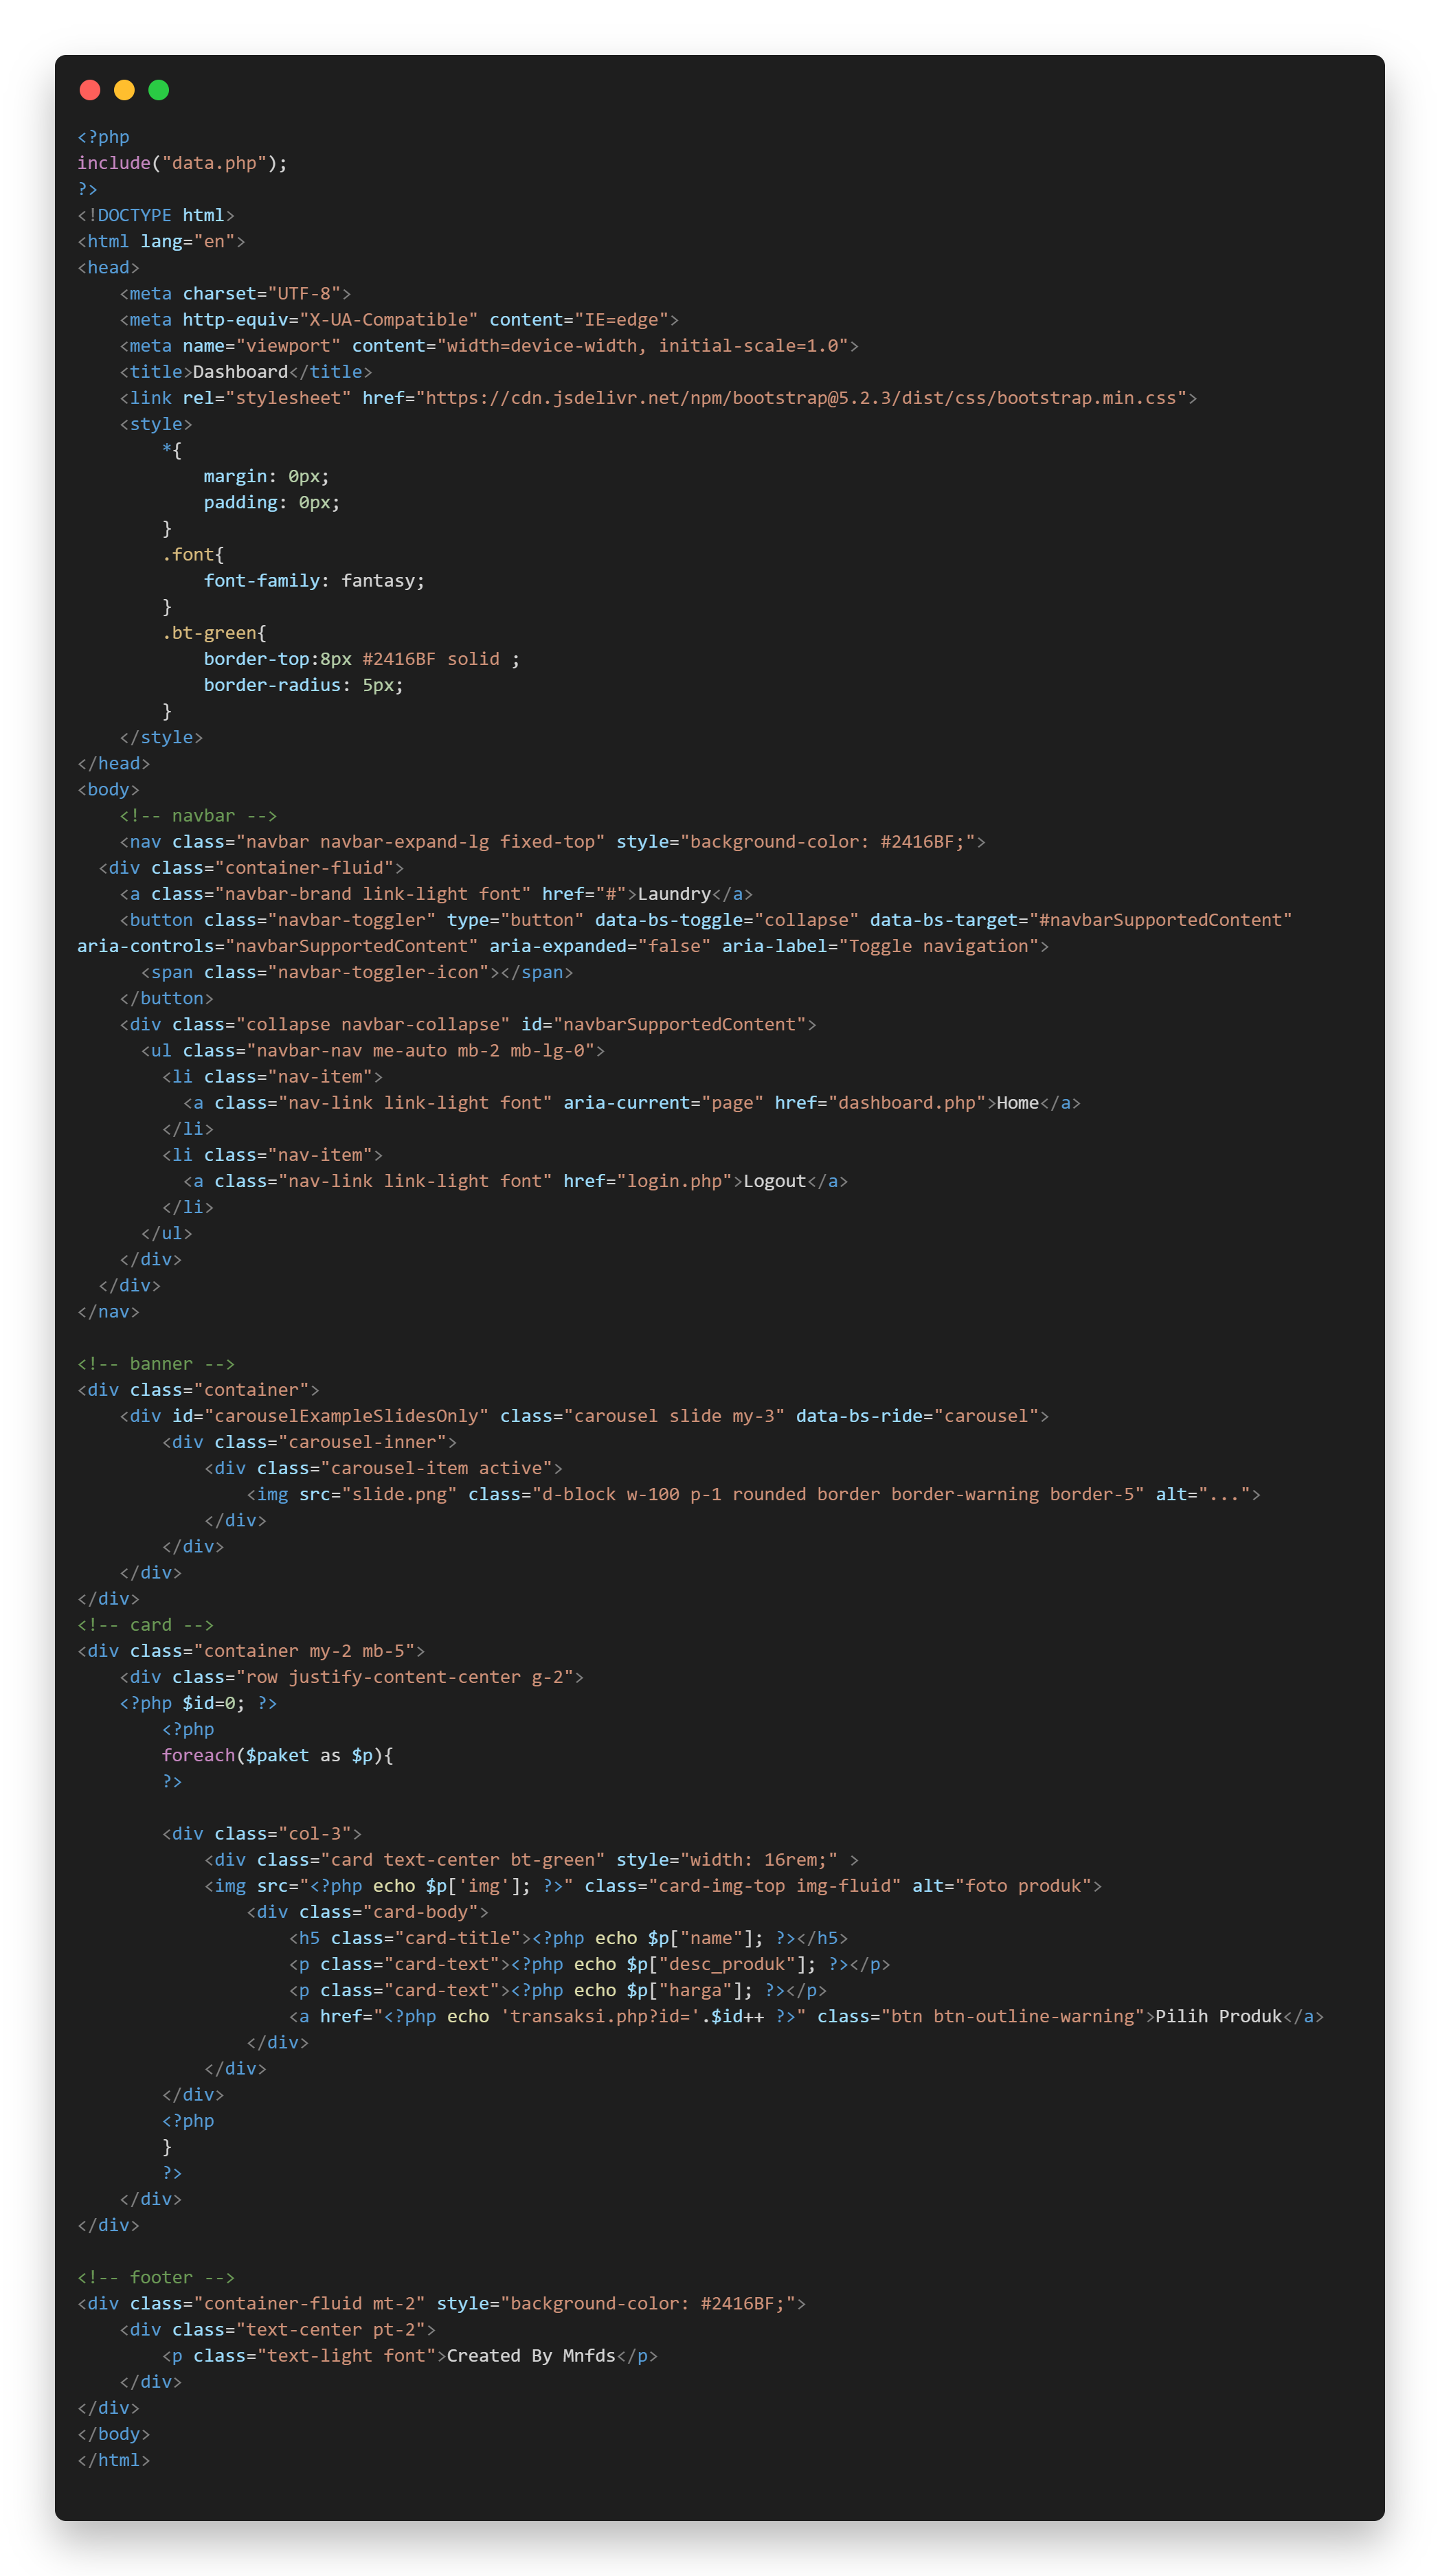 <?php
include("data.php");
?>
<!DOCTYPE html>
<html lang="en">
<head>
    <meta charset="UTF-8">
    <meta http-equiv="X-UA-Compatible" content="IE=edge">
    <meta name="viewport" content="width=device-width, initial-scale=1.0">
    <title>Dashboard</title>
    <link rel="stylesheet" href="https://cdn.jsdelivr.net/npm/bootstrap@5.2.3/dist/css/bootstrap.min.css">
    <style>
        *{
            margin: 0px;
            padding: 0px;
        }
        .font{
            font-family: fantasy;
        }
        .bt-green{
            border-top:8px #2416BF solid ;
            border-radius: 5px;
        }
    </style>
</head>
<body>
    <!-- navbar -->
    <nav class="navbar navbar-expand-lg fixed-top" style="background-color: #2416BF;">
  <div class="container-fluid">
    <a class="navbar-brand link-light font" href="#">Laundry</a>
    <button class="navbar-toggler" type="button" data-bs-toggle="collapse" data-bs-target="#navbarSupportedContent"
aria-controls="navbarSupportedContent" aria-expanded="false" aria-label="Toggle navigation">
      <span class="navbar-toggler-icon"></span>
    </button>
    <div class="collapse navbar-collapse" id="navbarSupportedContent">
      <ul class="navbar-nav me-auto mb-2 mb-lg-0">
        <li class="nav-item">
          <a class="nav-link link-light font" aria-current="page" href="dashboard.php">Home</a>
        </li>
        <li class="nav-item">
          <a class="nav-link link-light font" href="login.php">Logout</a>
        </li>
      </ul>
    </div>
  </div>
</nav>

<!-- banner -->
<div class="container">
    <div id="carouselExampleSlidesOnly" class="carousel slide my-3" data-bs-ride="carousel">
        <div class="carousel-inner">
            <div class="carousel-item active">
                <img src="slide.png" class="d-block w-100 p-1 rounded border border-warning border-5" alt="...">
            </div>
        </div>
    </div>
</div>
<!-- card -->
<div class="container my-2 mb-5">
    <div class="row justify-content-center g-2">
    <?php $id=0; ?>
        <?php
        foreach($paket as $p){
        ?>

        <div class="col-3">
            <div class="card text-center bt-green" style="width: 16rem;" >
            <img src="<?php echo $p['img']; ?>" class="card-img-top img-fluid" alt="foto produk">
                <div class="card-body">
                    <h5 class="card-title"><?php echo $p["name"]; ?></h5>
                    <p class="card-text"><?php echo $p["desc_produk"]; ?></p>
                    <p class="card-text"><?php echo $p["harga"]; ?></p>
                    <a href="<?php echo 'transaksi.php?id='.$id++ ?>" class="btn btn-outline-warning">Pilih Produk</a>
                </div>
            </div>
        </div>
        <?php
        }
        ?>
    </div>
</div>

<!-- footer -->
<div class="container-fluid mt-2" style="background-color: #2416BF;">
    <div class="text-center pt-2">
        <p class="text-light font">Created By Mnfds</p>
    </div>
</div>
</body>
</html>